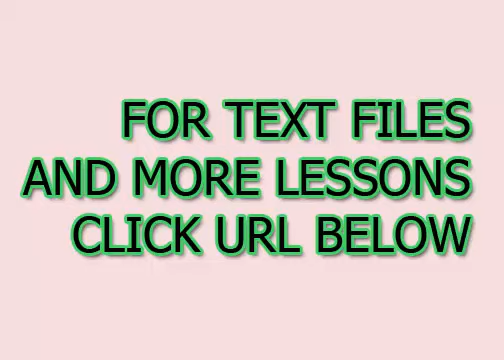 FOR TEXT FILES
AND MORE LESSONS
CLICK URL BELOW